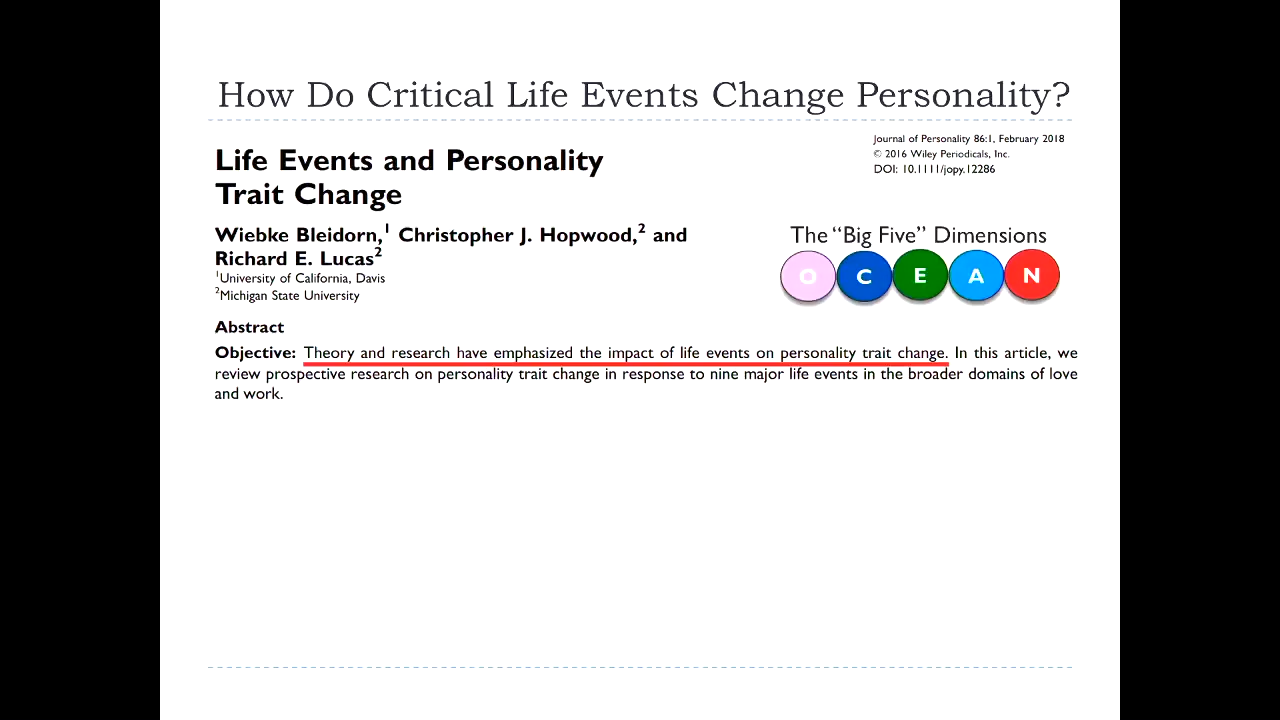 How Do Critical Life Events Change Personality?
Journal of Personality 86:1, February 2018
© 2016 Wiley Periodicals, Inc.
DOI: 10.1111/jopy.12286
Life Events and Personality
Trait Change
Wiebke Bleidorn,1 Christopher J. Hopwood,2 and
Richard E. Lucas2
1University of California, Davis
2Michigan State University
The “Big Five” Dimensions
O C E A N
Abstract
Objective: Theory and research have emphasized the impact of life events on personality trait change. In this article, we
review prospective research on personality trait change in response to nine major life events in the broader domains of love
and work.